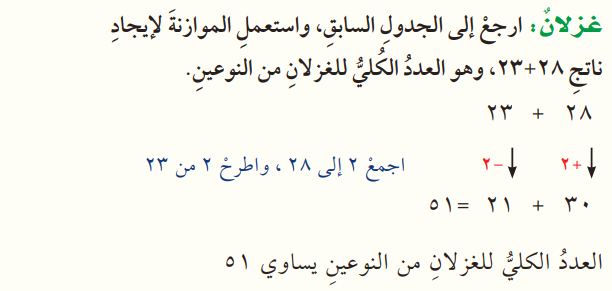 غزلانٌ: ارجعْ إلى الجدولِ السابقِ، واستعملِ الموازنةَ لإيجادِ
ناتجِ ٢٨+٢٣، وهو العددُ الكُليُّ للغزلانِ من النوعينِ.
٢٨ + ٢٣
+٢ −٢ اجمعْ ٢ إلى ٢٨ ، واطرحْ ٢ من ٢٣
٣٠ + ٢١ =٥١
العددُ الكليُّ للغزلانِ من النوعينِ يساوي ٥١